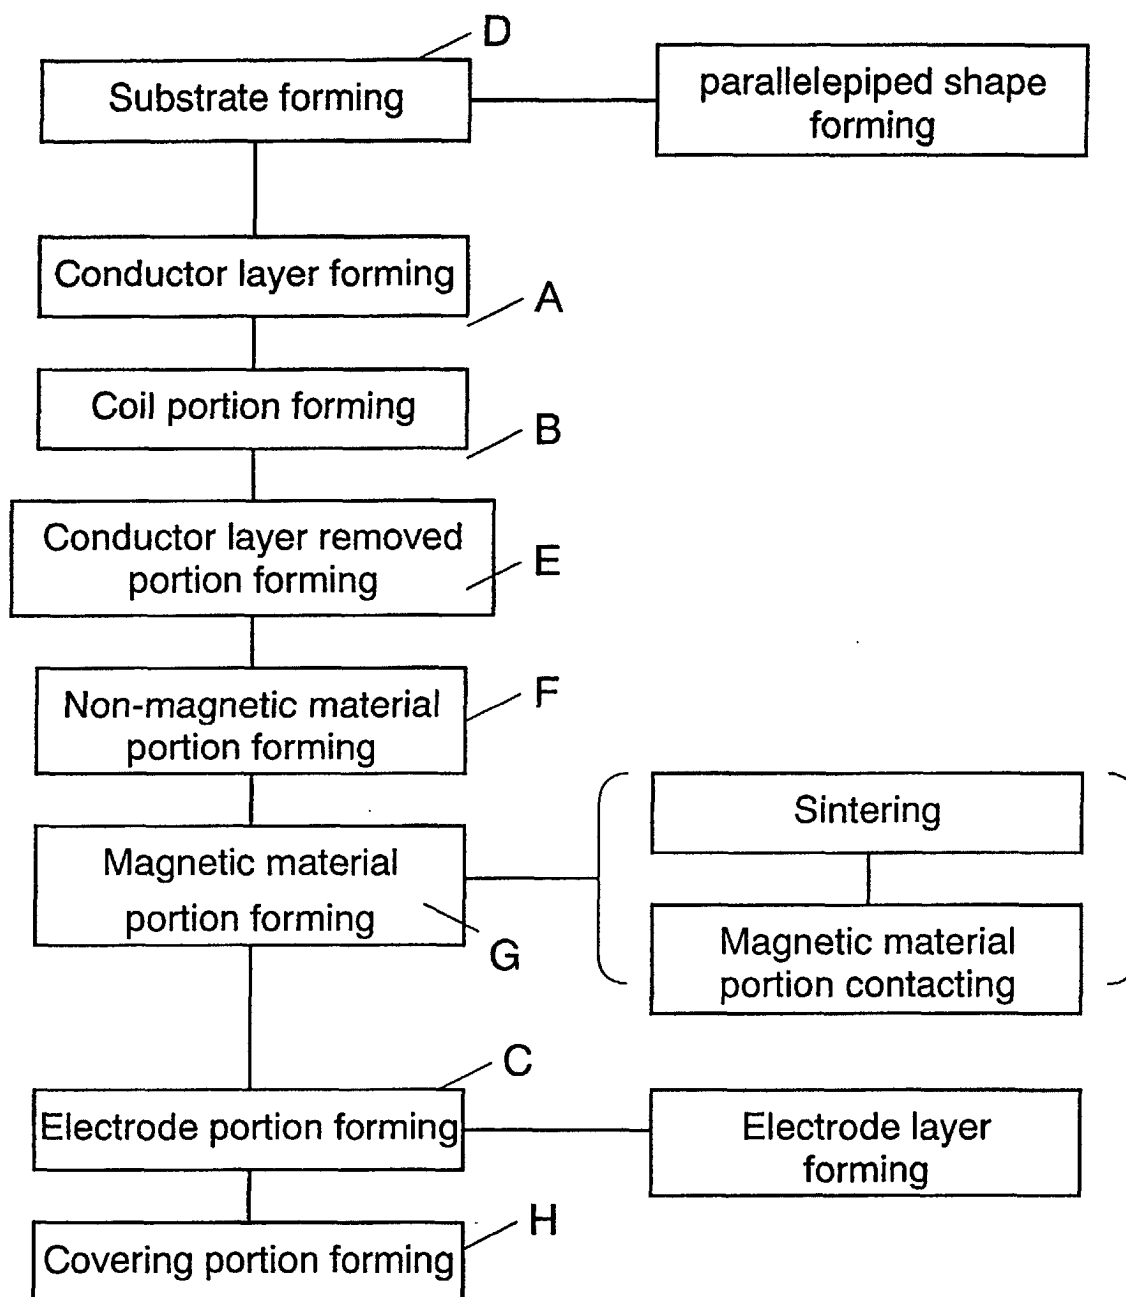 D
Substrate forming
parallelepiped shape
forming
Conductor layer forming
A
Coil portion forming
B
Conductor layer removed
portion forming
E
Non-magnetic material
portion forming
F
Magnetic material
portion forming
G
Sintering
Magnetic material
portion contacting
C
Electrode portion forming
Electrode layer
forming
H
Covering portion forming